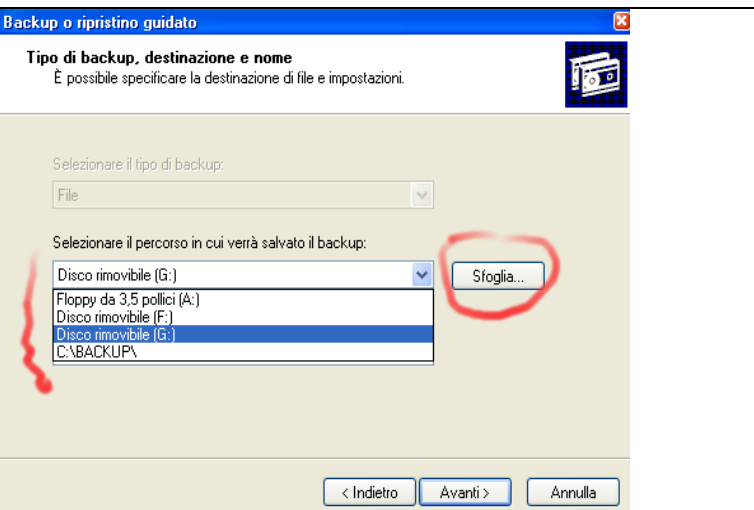 Backup o ripristino guidato
Tipo di backup, destinazione e nome
È possibile specificare la destinazione di file e impostazioni.
Selezionare il tipo di backup:
File
Selezionare il percorso in cui verrà salvato il backup:
Disco rimovibile (G:)
Sfoglia...
Floppy da 3,5 pollici (A:)
Disco rimovibile (F:)
Disco rimovibile (G:)
C:\BACKUP\
< Indietro
Avanti >
Annulla